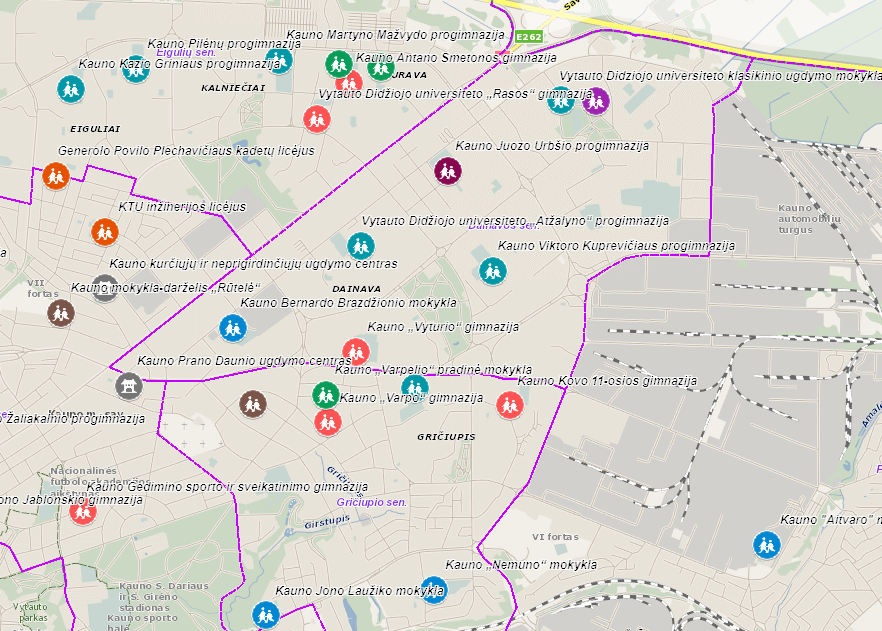 Sav
E262
Kauno Martyno Mažvydo progimnazija
Kauno Pilėnų progimnazija
Eigulių sen.
Kauno Antano Smetonos gimnazija
Kauno Kazio Griniaus progimnazija
Vytauto Didžiojo universiteto klasikinio ugdymo mokykla
KALNIEČIAI
Vytauto Didžiojo universiteto „Rasos“ gimnazija
EIGULIAI
Kauno Juozo Urbšio progimnazija
Generolo Povilo Plechavičiaus kadetų licėjus
KTU inžinerijos licėjus
Kauno
automobilių
turgus
Vytauto Didžiojo universiteto „Atžalyno“ progimnazija
Dainavos sen.
Kauno Viktoro Kuprevičiaus progimnazija
Kauno kurčiųjų ir neprigirdinčiųjų ugdymo centras
VII
fortas
Kauno mokykla-darželis „Rūtelė“
DAINAVA
Kauno Bernardo Brazdžionio mokykla
Kauno „Vyturio“ gimnazija
Kauno Prano Daunio ugdymo centras
Kauno „Varpelio“ pradinė mokykla
Kauno Kovo 11-osios gimnazija
Kauno „Varpo“ gimnazija
Kauno m. sav.
o Žaliakalnio progimnazija
GRIČIUPIS
Nacionalinės
futbolo akademijos
aikštynas
Kauno Gedimino sporto ir sveikatinimo gimnazija
ono Jablonskio gimnazija
Gričiupio sen.
Girstupis
VI fortas
Kauno "Aitvaro" m
Kauno „Nemuno“ mokykla
Kauno S. Dariaus
ir S. Girėno
stadionas
Kauno sporto
halė
Kauno Jono Laužiko mokykla
Vytauto
parkas